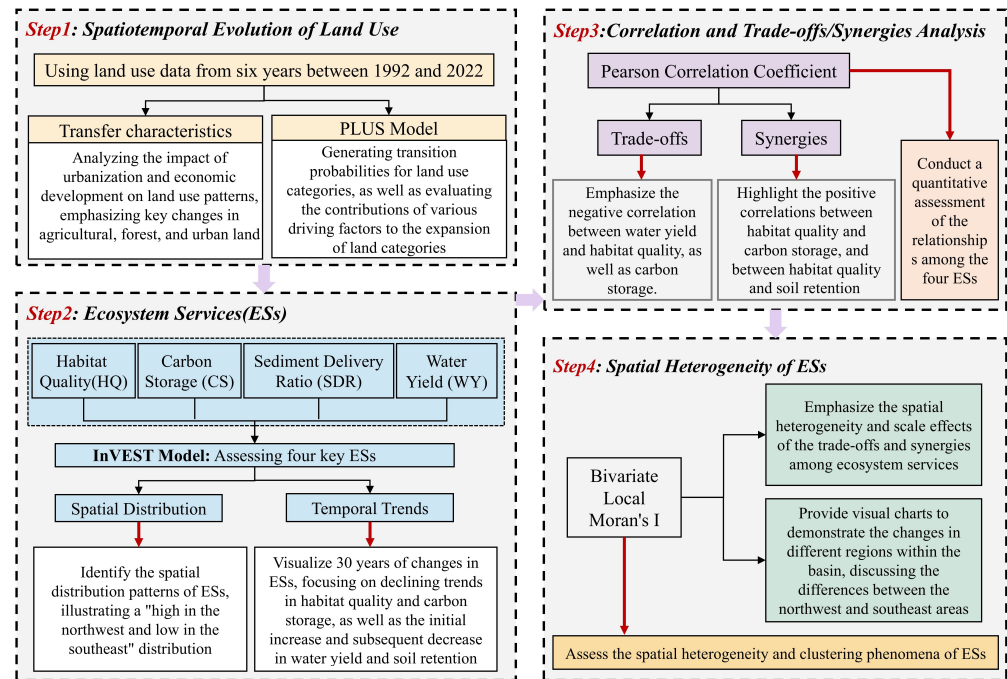 Step1: Spatiotemporal Evolution of Land Use
Using land use data from six years between 1992 and 2022
Transfer characteristics
Analyzing the impact of
urbanization and economic
development on land use patterns,
emphasizing key changes in
agricultural, forest, and urban land
PLUS Model
Generating transition
probabilities for land use
categories, as well as evaluating
the contributions of various
driving factors to the expansion
of land categories
Step2: Ecosystem Services(ESs)
Habitat
Quality(HQ)
Carbon
Storage (CS)
Sediment Delivery
Ratio (SDR)
Water
Yield (WY)
InVEST Model: Assessing four key ESs
Spatial Distribution
Temporal Trends
Identify the spatial
distribution patterns of ESs,
illustrating a "high in the
northwest and low in the
southeast" distribution
Visualize 30 years of changes in
ESs, focusing on declining trends
in habitat quality and carbon
storage, as well as the initial
increase and subsequent decrease
in water yield and soil retention
Step3:Correlation and Trade-offs/Synergies Analysis
Pearson Correlation Coefficient
Trade-offs
Synergies
Emphasize the
negative correlation
between water yield
and habitat quality, as
well as carbon
storage.
Highlight the positive
correlations between
habitat quality and
carbon storage, and
between habitat quality
and soil retention
Conduct a
quantitative
assessment
of the
relationship
s among the
four ESs
Step4: Spatial Heterogeneity of ESs
Bivariate
Local
Moran's I
Emphasize the spatial
heterogeneity and scale effects
of the trade-offs and synergies
among ecosystem services
Provide visual charts to
demonstrate the changes in
different regions within the
basin, discussing the
differences between the
northwest and southeast areas
Assess the spatial heterogeneity and clustering phenomena of ESs